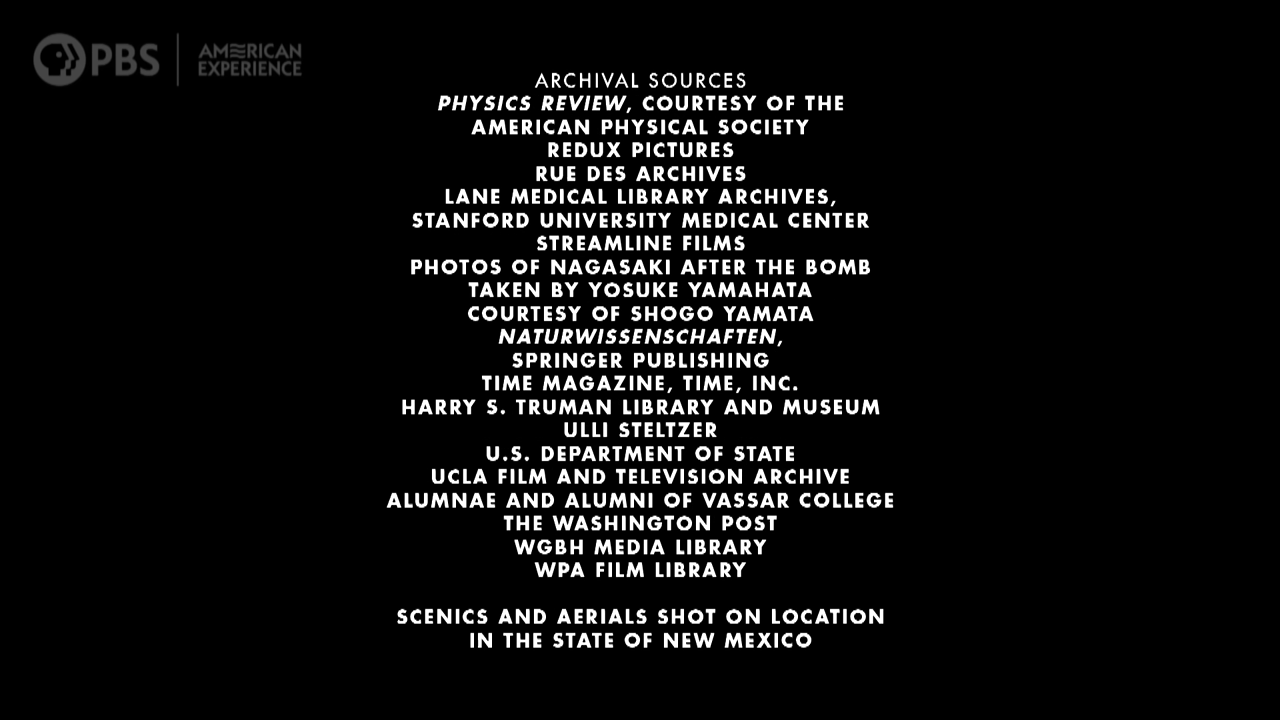 PBS
AMERICAN
EXPERIENCE
ARCHIVAL SOURCES
PHYSICS REVIEW, COURTESY OF THE
AMERICAN PHYSICAL SOCIETY
REDUX PICTURES
RUE DES ARCHIVES
LANE MEDICAL LIBRARY ARCHIVES,
STANFORD UNIVERSITY MEDICAL CENTER
STREAMLINE FILMS
PHOTOS OF NAGASAKI AFTER THE BOMB
TAKEN BY YOSUKE YAMAHATA
COURTESY OF SHOGO YAMATA
NATURWISSENSCHAFTEN,
SPRINGER PUBLISHING
TIME MAGAZINE, TIME, INC.
HARRY S. TRUMAN LIBRARY AND MUSEUM
ULLI STELTZER
U.S. DEPARTMENT OF STATE
UCLA FILM AND TELEVISION ARCHIVE
ALUMNAE AND ALUMNI OF VASSAR COLLEGE
THE WASHINGTON POST
WGBH MEDIA LIBRARY
WPA FILM LIBRARY
SCENICS AND AERIALS SHOT ON LOCATION
IN THE STATE OF NEW MEXICO